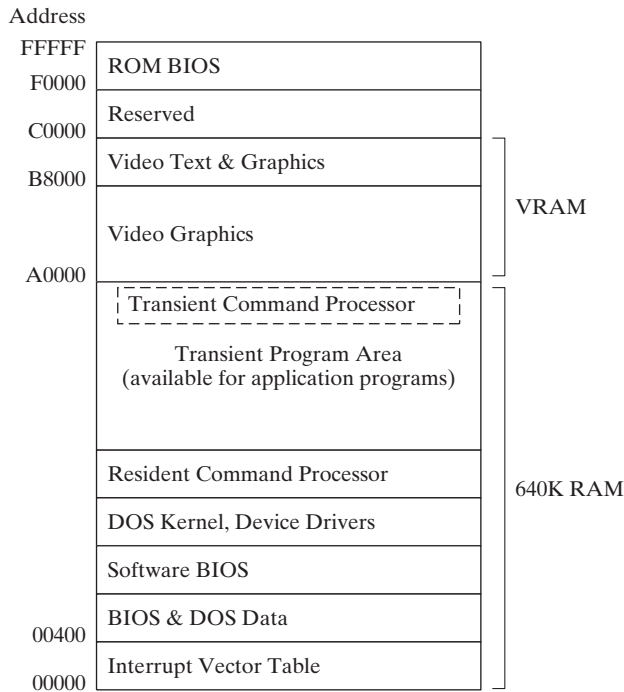 Address
FFFFF
ROM BIOS
F0000
Reserved
C0000
Video Text & Graphics
B8000
VRAM
Video Graphics
A0000
Transient Command Processor
Transient Program Area
(available for application programs)
Resident Command Processor
640K RAM
DOS Kernel, Device Drivers
Software BIOS
BIOS & DOS Data
00400
Interrupt Vector Table
00000